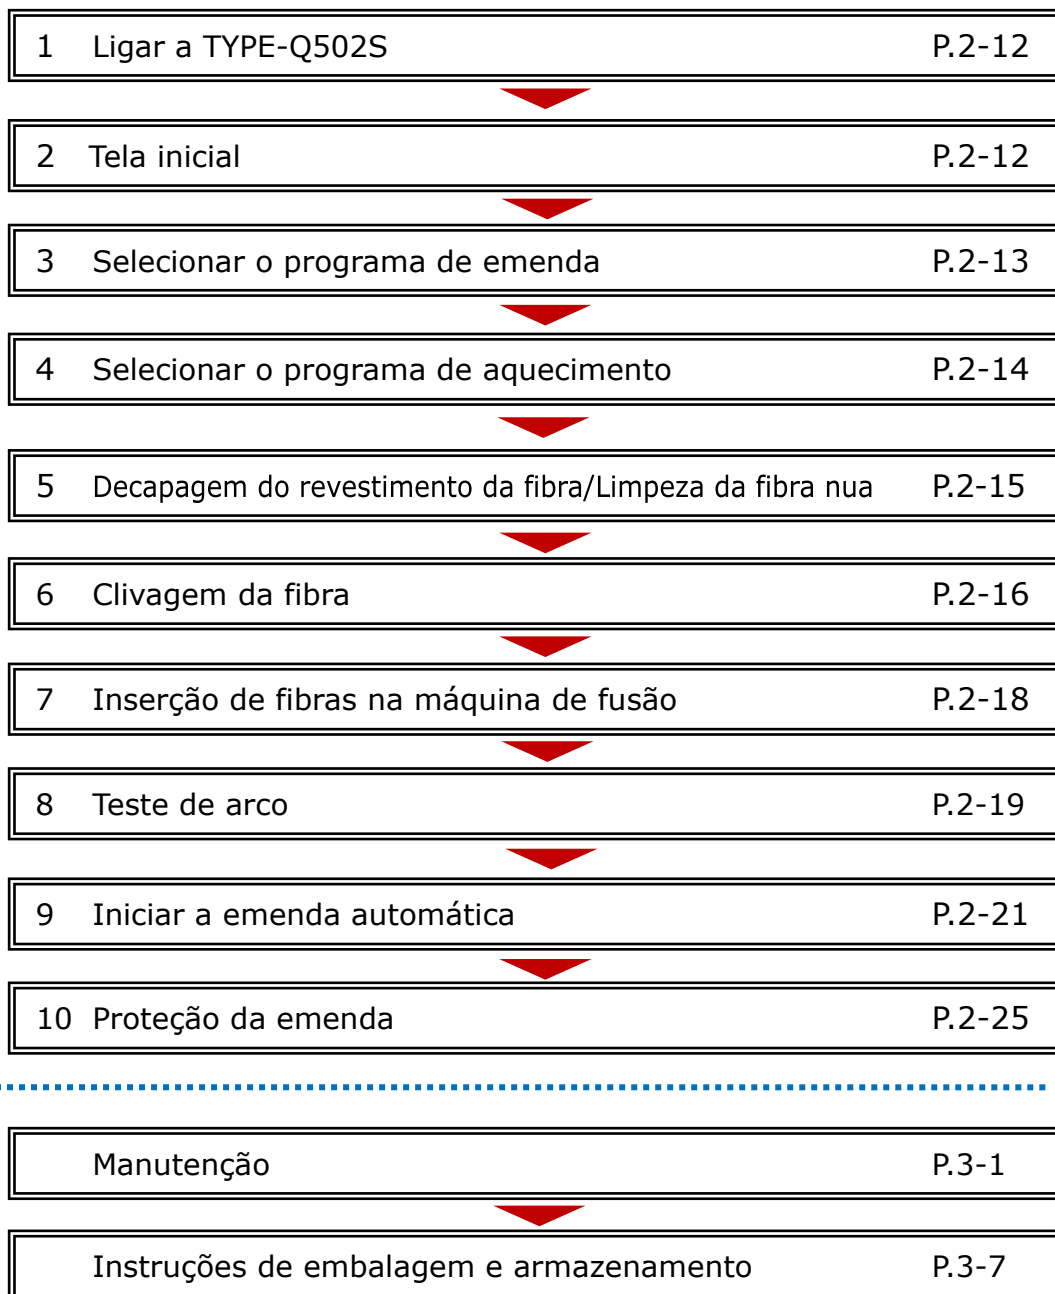 1 Ligar a TYPE-Q502S P.2-12
2 Tela inicial P.2-12
3 Selecionar o programa de emenda P.2-13
4 Selecionar o programa de aquecimento P.2-14
5 Decapagem do revestimento da fibra/Limpeza da fibra nua P.2-15
6 Clivagem da fibra P.2-16
7 Inserção de fibras na máquina de fusão P.2-18
8 Teste de arco P.2-19
9 Iniciar a emenda automática P.2-21
10 Proteção da emenda P.2-25
Manutenção P.3-1
Instruções de embalagem e armazenamento P.3-7